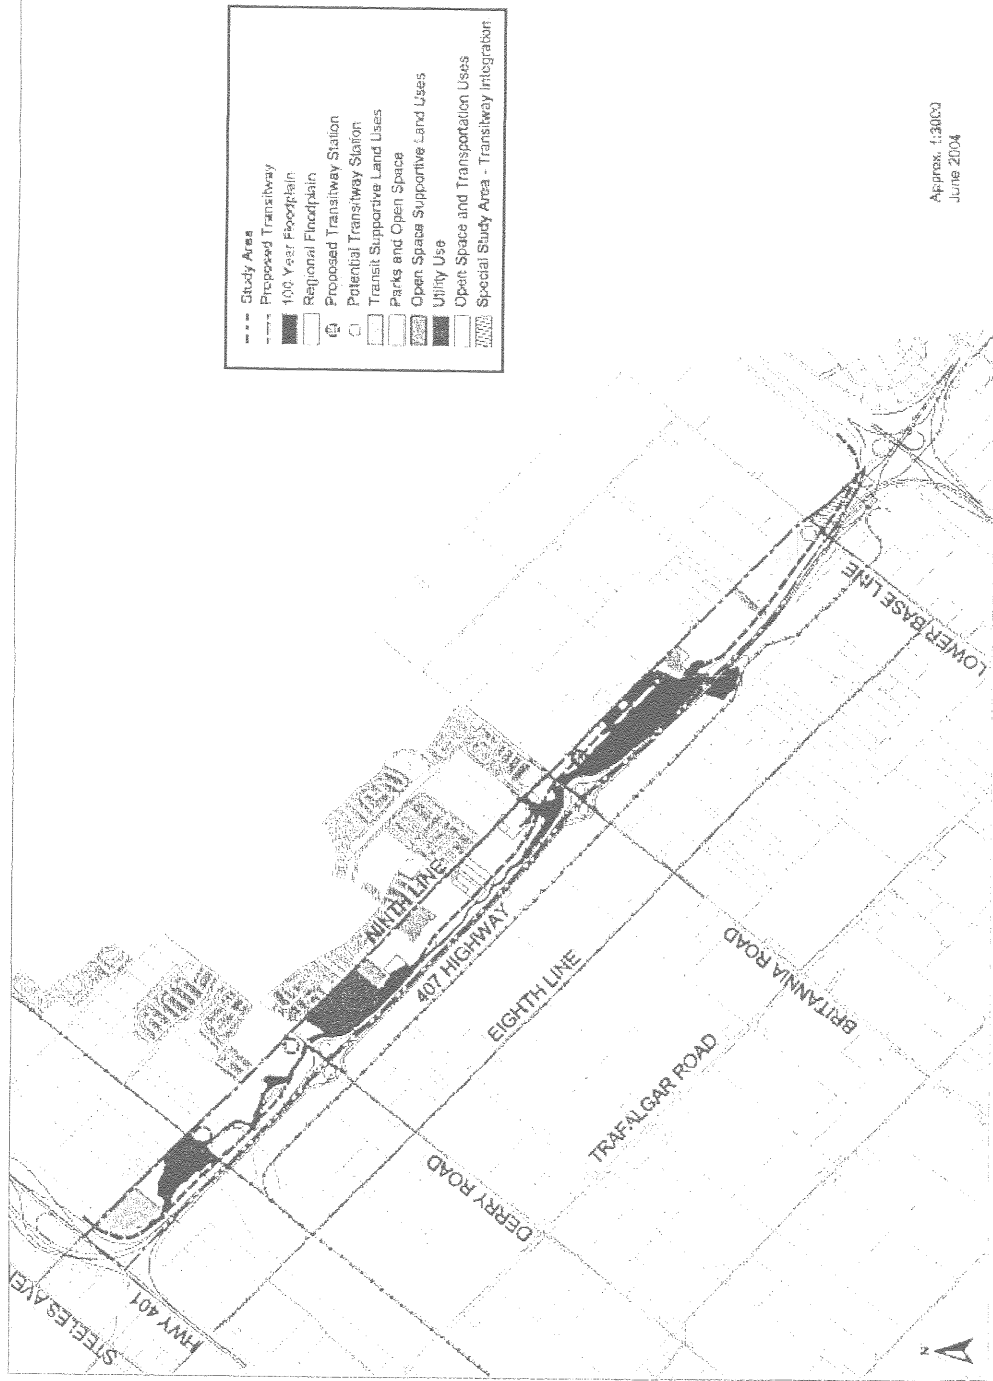 Study Area
Proposed Transitway
100 Year Floodplain
Regional Floodplain
Proposed Transitway Station
Potential Transitway Station
Transit Supportive Land Uses
Parks and Open Space
Open Space Supportive Land Uses
Utility Use
Open Space and Transportation Uses
Special Study Area - Transitway Integration
Approx. 1:3000
June 2004
STEELES AVE
HWY 401
DERRY ROAD
NINTH LINE
407 HIGHWAY
EIGHTH LINE
TRAFALGAR ROAD
BRITANNIA ROAD
LOWER BASE LINE
N